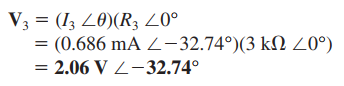 V₃ = (I₃ ∠θ)(R₃ ∠0°
= (0.686 mA ∠−32.74°)(3 kΩ ∠0°)
= 2.06 V ∠−32.74°